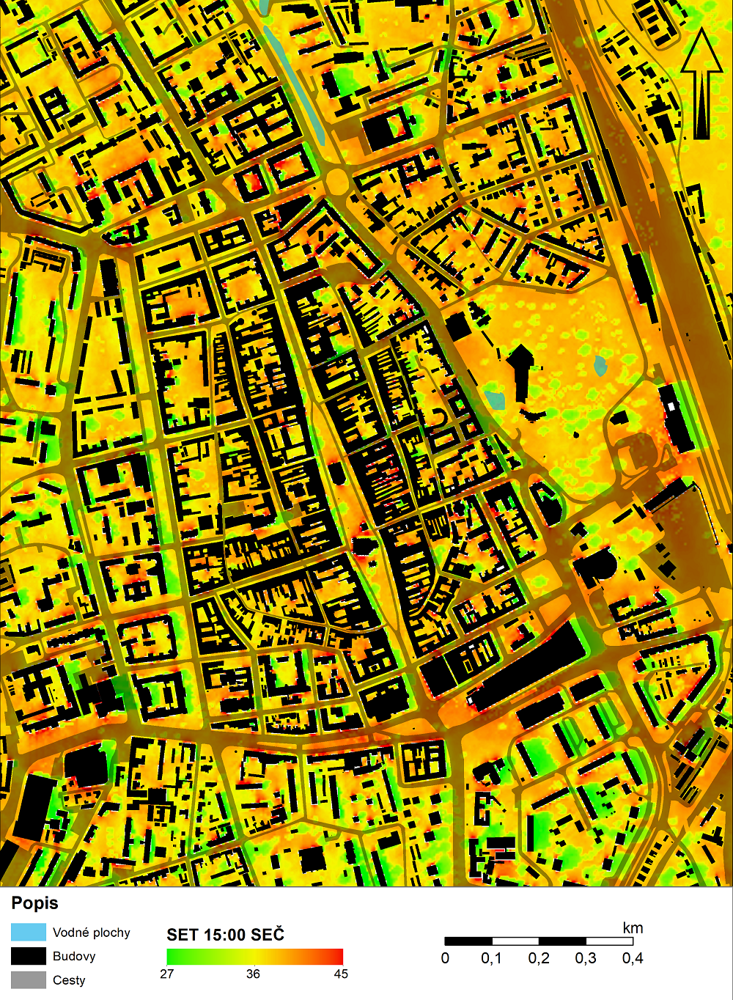 Popis
Vodné plochy
Budovy
Cesty
SET 15:00 SEČ
27 36 45
km
0 0,1 0,2 0,3 0,4